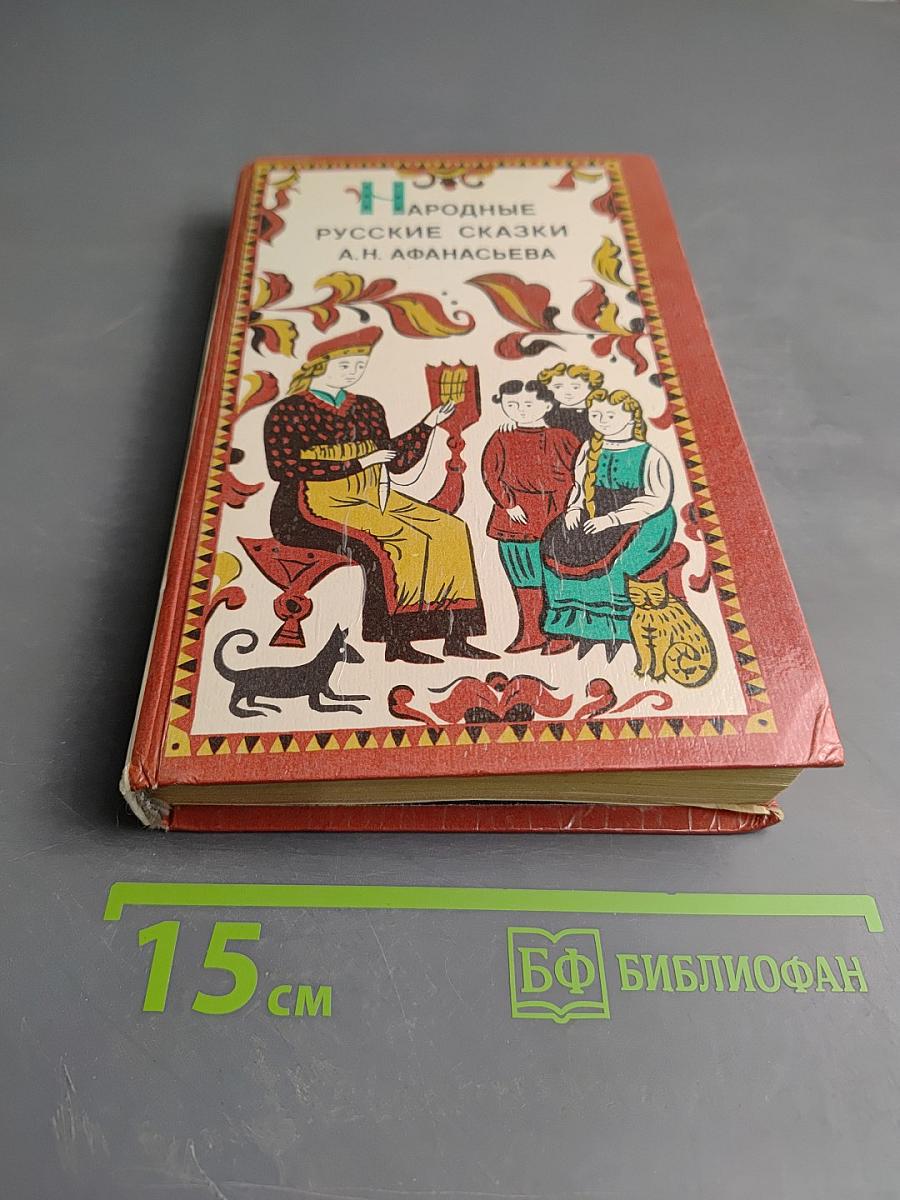 Народные
русские сказки
А.Н. Афанасьева
15 см
БФ БИБЛИОФАН